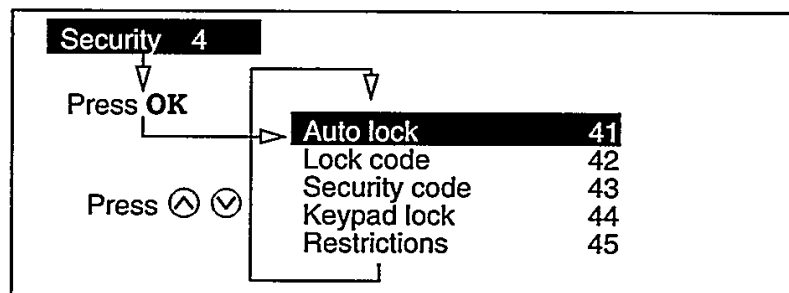 Security 4
Press OK
Auto lock 41
Lock code 42
Security code 43
Keypad lock 44
Restrictions 45
Press